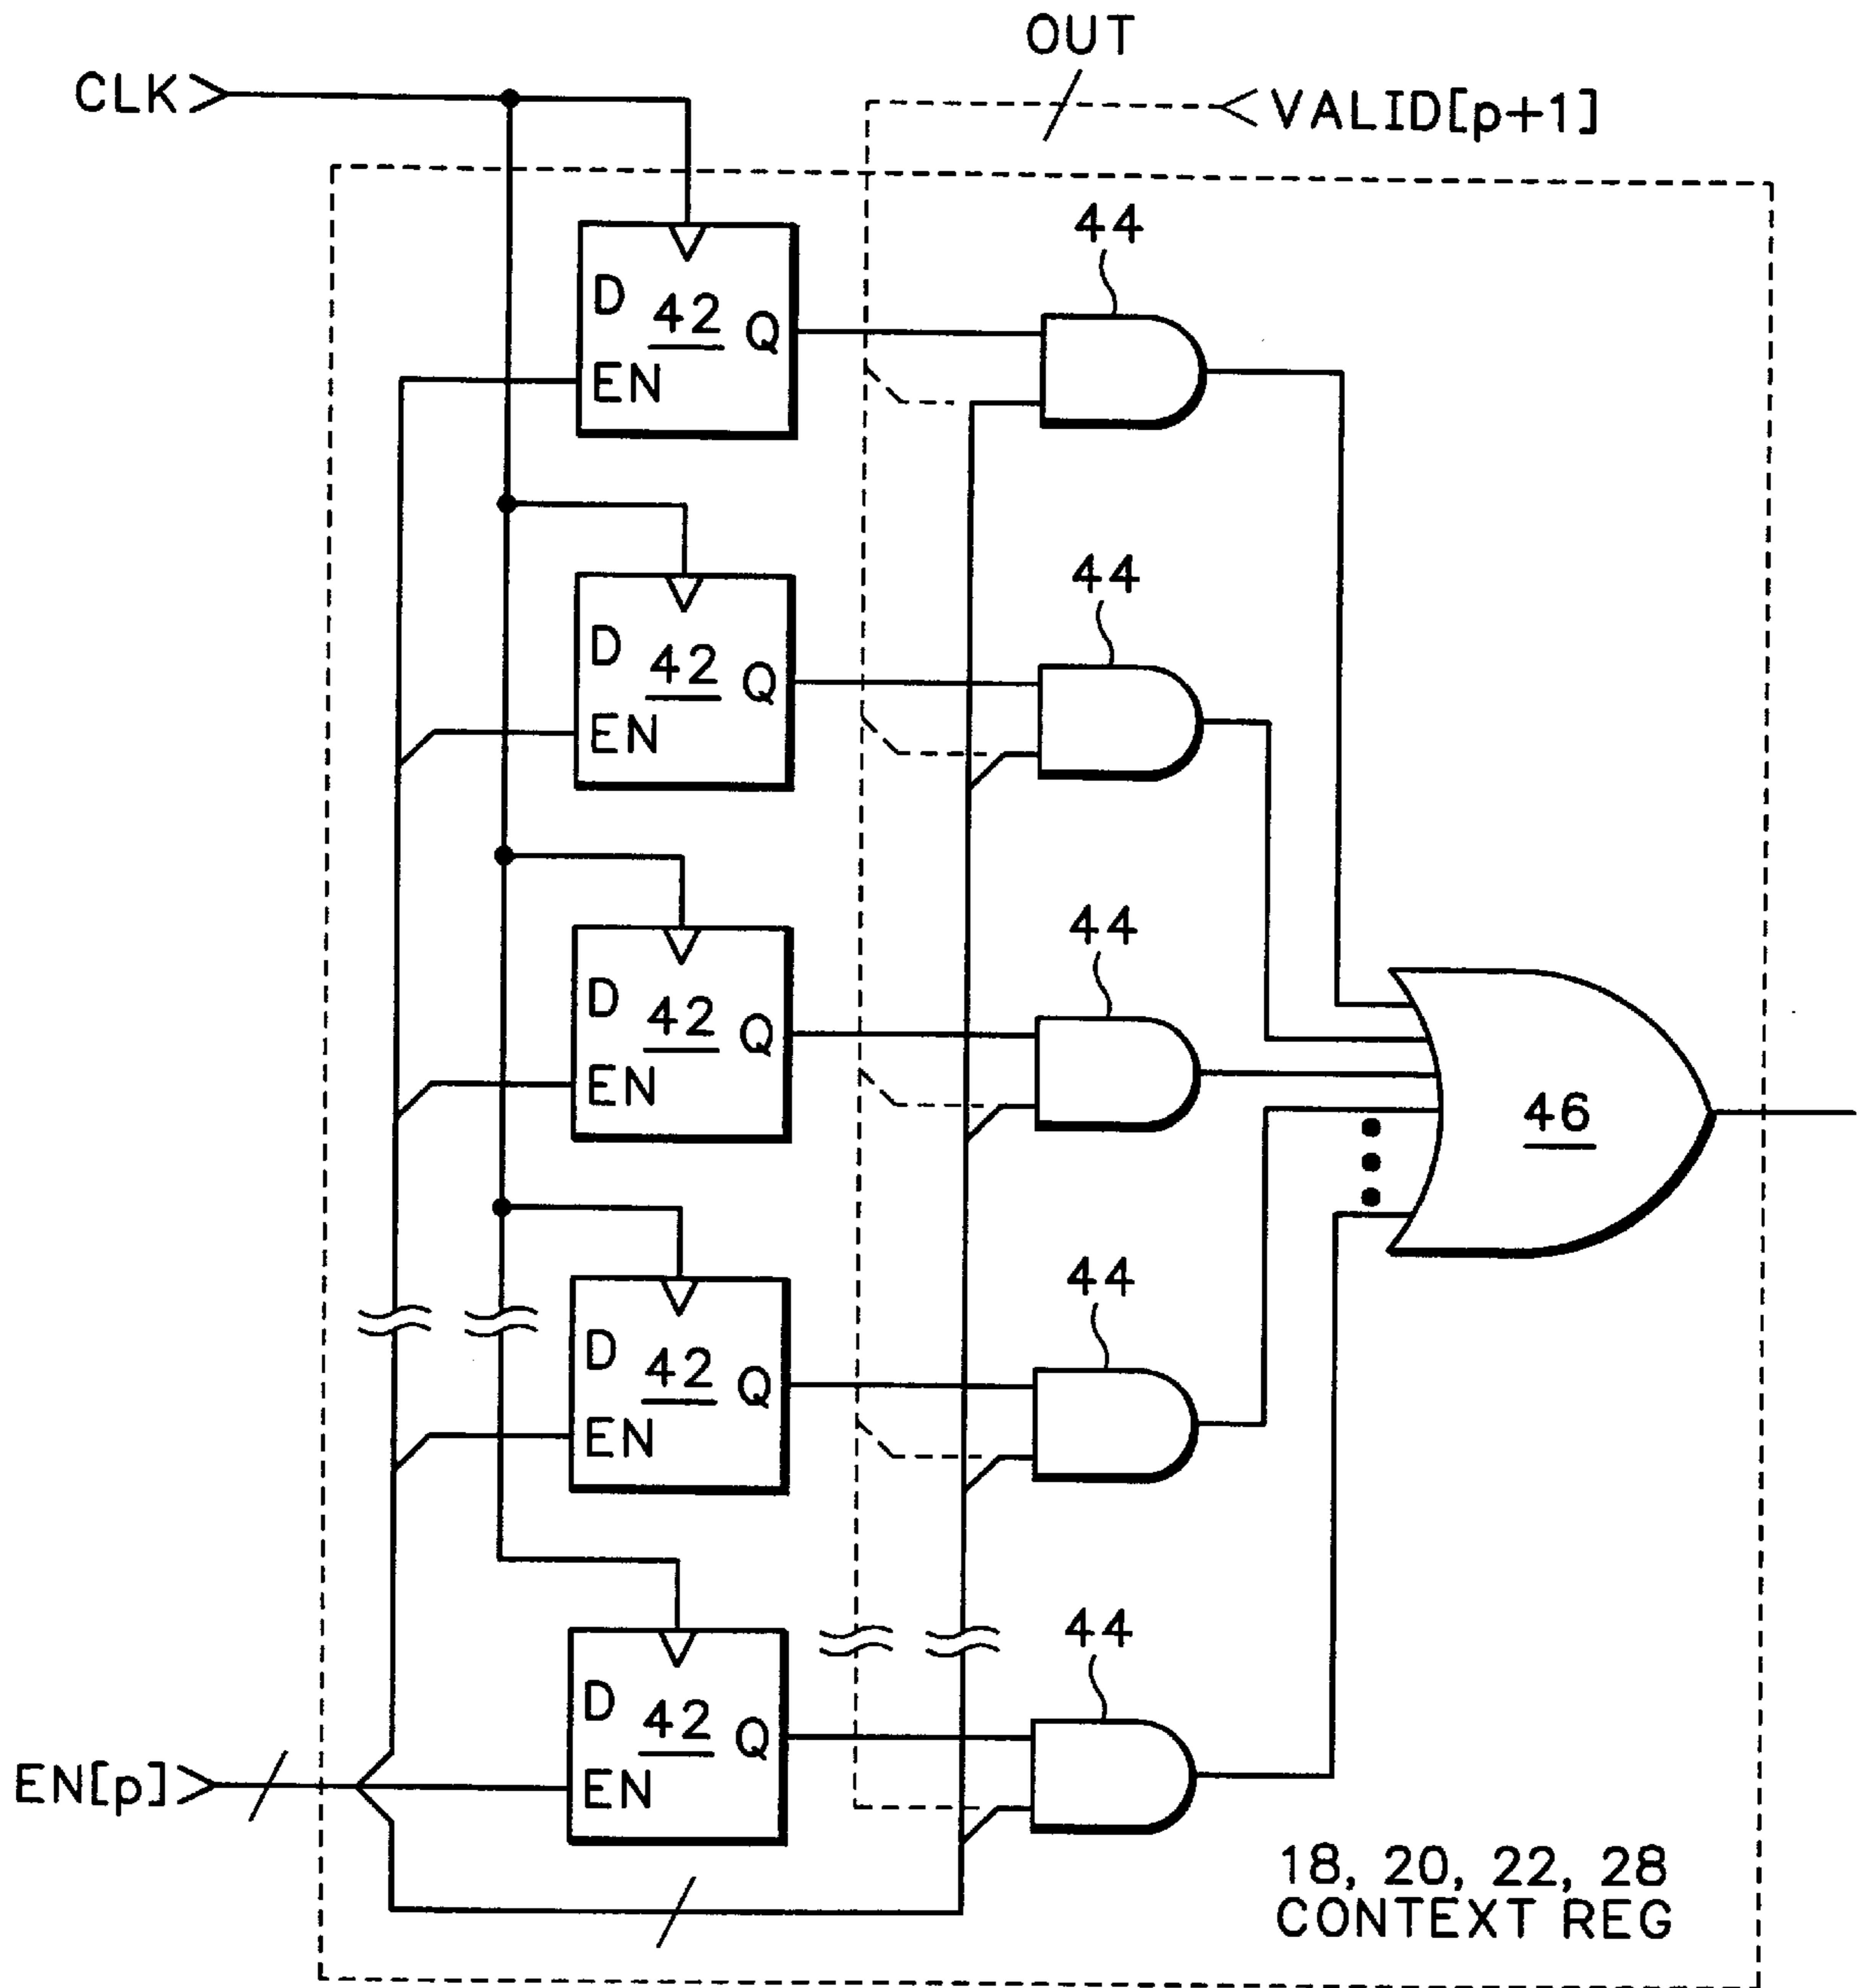 OUT
CLK
VALID[p+1]
44
D 42 Q
EN
44
D 42 Q
EN
44
D 42 Q
EN
46
44
D 42 Q
EN
44
D 42 Q
EN[p]
EN
18, 20, 22, 28
CONTEXT REG